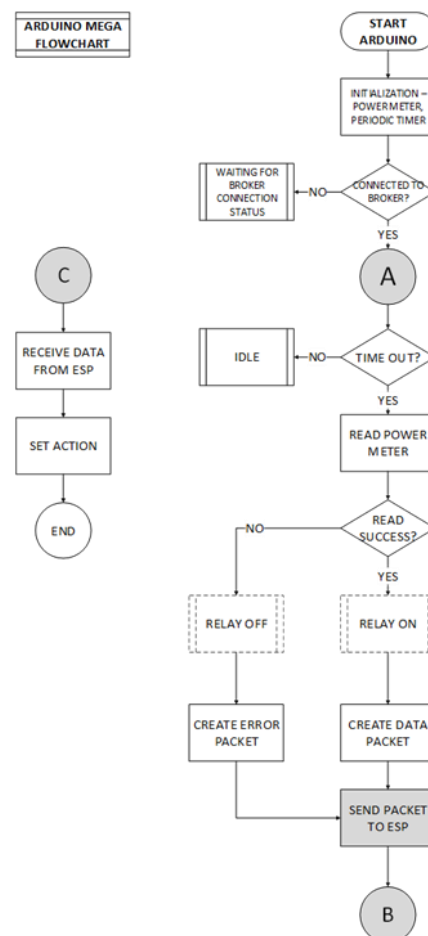 ARDUINO MEGA
FLOWCHART
START
ARDUINO
INITIALIZATION –
POWER METER,
PERIODIC TIMER
WAITING FOR
BROKER
CONNECTION
STATUS
NO
CONNECTED TO
BROKER?
YES
C
A
RECEIVE DATA
FROM ESP
IDLE
NO
TIME OUT?
YES
SET ACTION
READ POWER
METER
END
NO
READ
SUCCESS?
YES
RELAY OFF
RELAY ON
CREATE ERROR
PACKET
CREATE DATA
PACKET
SEND PACKET
TO ESP
B